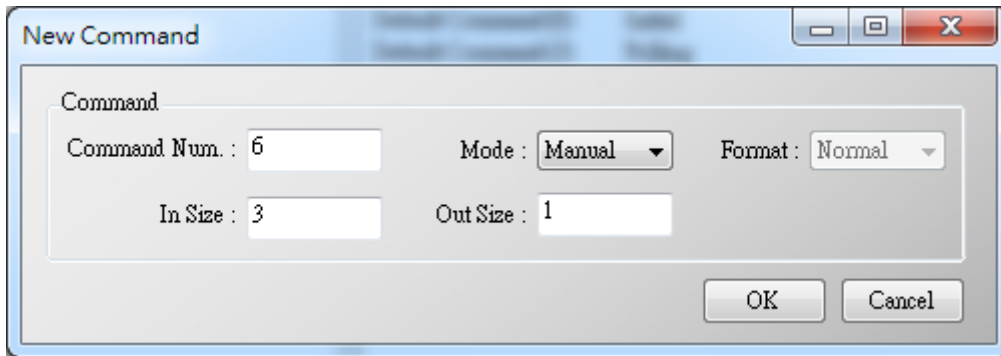 New Command
Command
Command Num. : 6 Mode : Manual Format : Normal
In Size : 3 Out Size : 1
OK Cancel